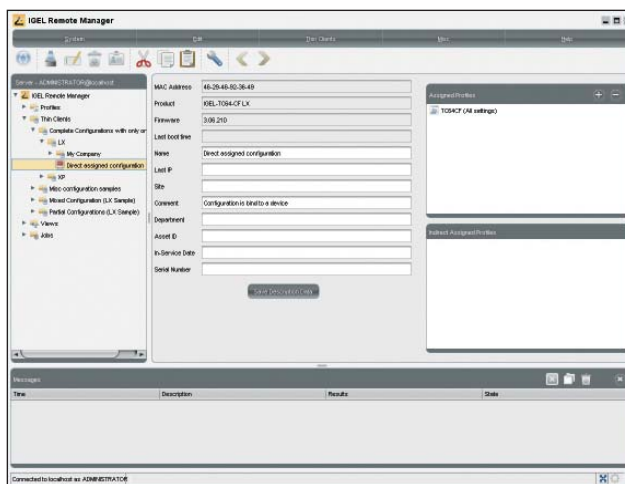 IGEL Remote Manager
System Edit Thin Clients Misc Help
Server - ADMINISTRATOR@localhost
IGEL Remote Manager
Profiles
Thin Clients
Complete Configurations with only or
LX
My Company
Direct assigned configuration
XP
Misc configuration samples
Mixed Configuration (LX Sample)
Partial Configurations (LX Sample)
Views
Jobs
MAC Address 46-29-46-92-36-49
Product IGEL-TC64-CF LX
Firmware 3.06.210
Last boot time
Name Direct assigned configuration
Last IP
Site
Comment Configuration is bind to a device
Department
Asset ID
In-Service Date
Serial Number
Save Description Data
Assigned Profiles
TC64CF (All settings)
Indirect Assigned Profiles
Messages
Time Description Results State
Connected to localhost as ADMINISTRATOR